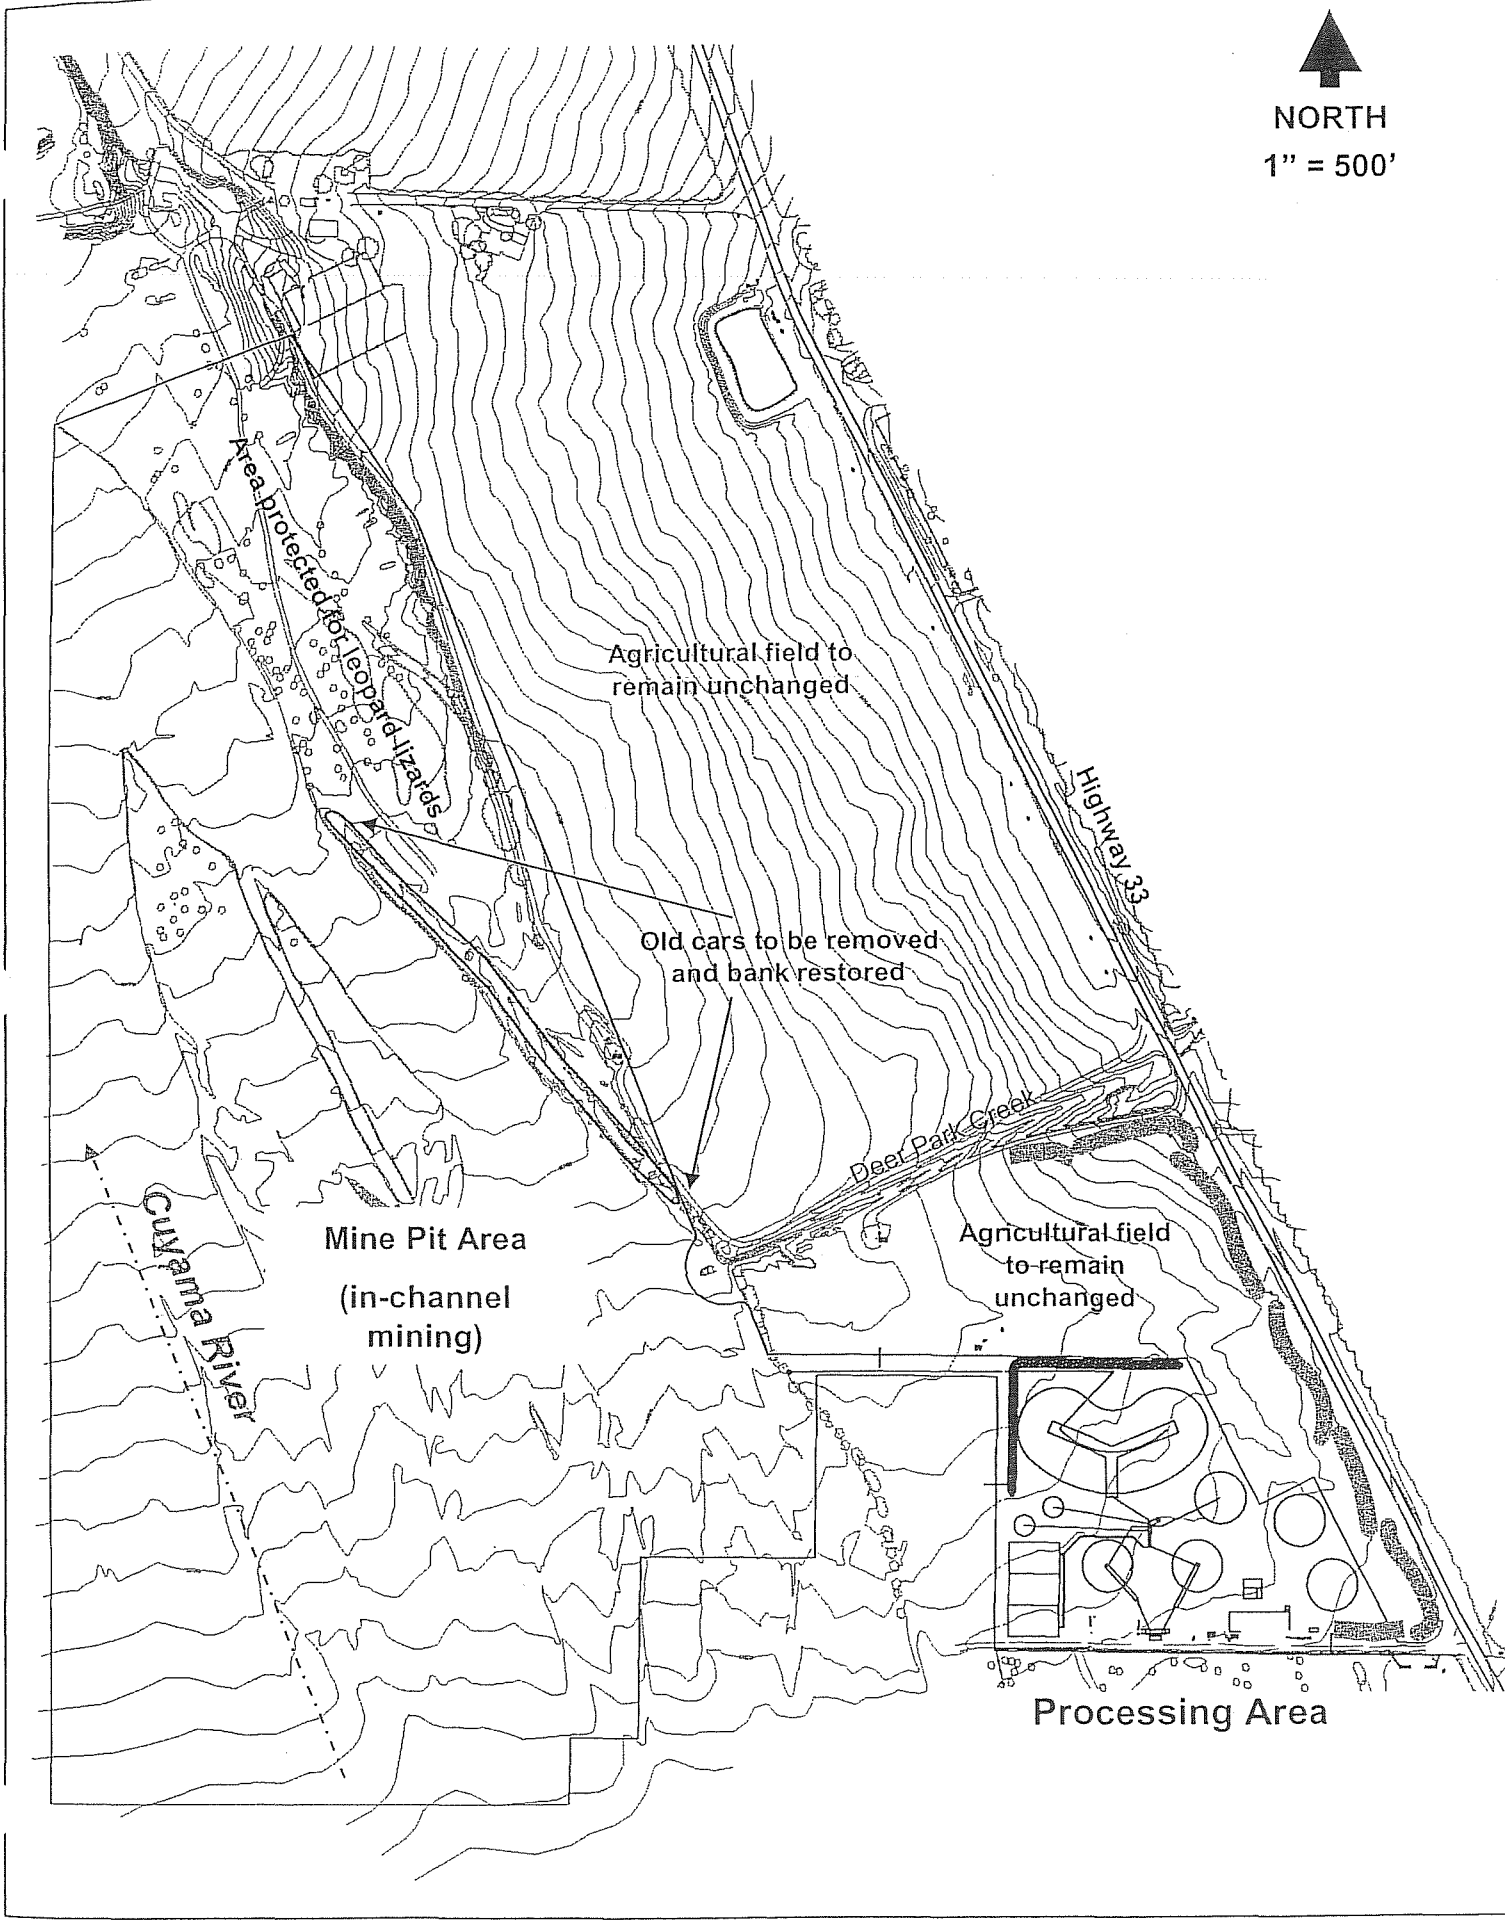 NORTH
1” = 500’
Area protected for leopard lizards
Agricultural field to
remain unchanged
Highway 33
Old cars to be removed
and bank restored
Deer Park Creek
Cuyama River
Mine Pit Area
(in-channel
mining)
Agricultural field
to remain
unchanged
Processing Area